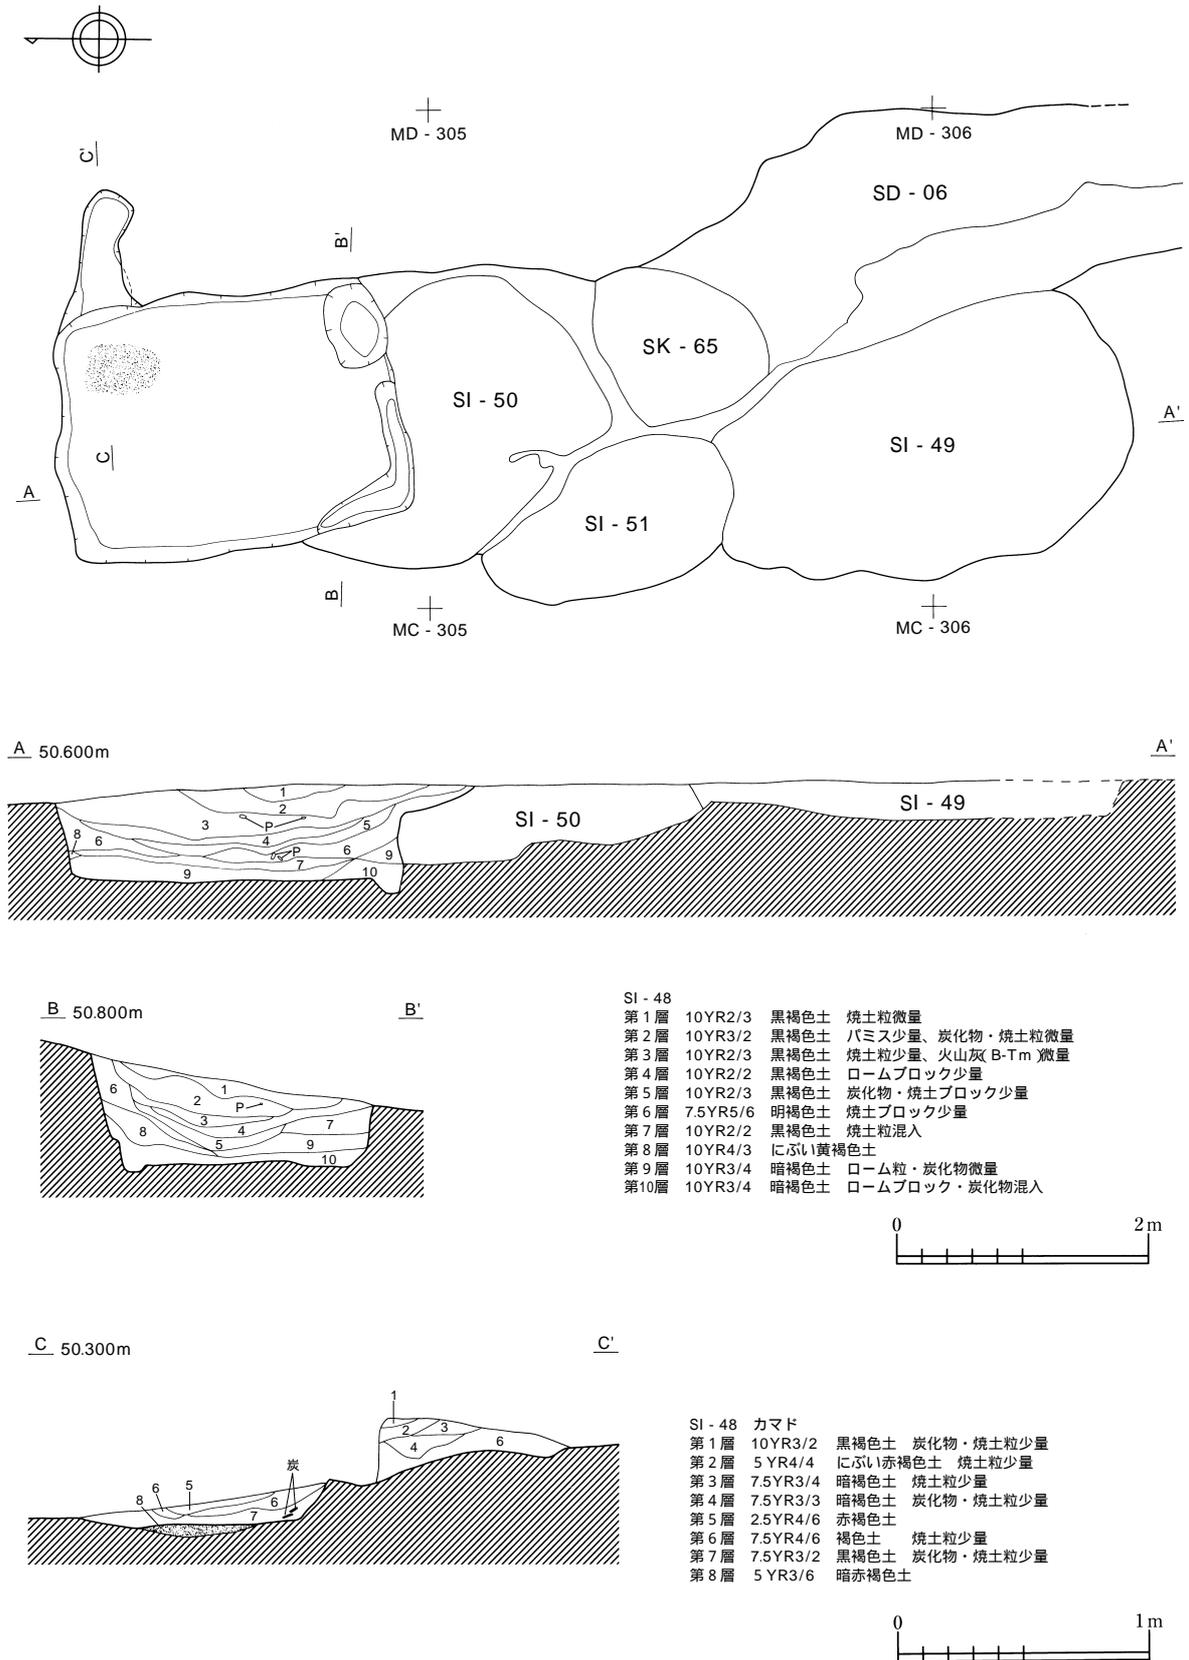 MD - 305
MD - 306
C'
SD - 06
B'
SK - 65
SI - 50
A'
SI - 49
C
A
SI - 51
B
MC - 305
MC - 306
A 50.600m
A'
1
2
P
3
5
4
8
6
P
6
9
7
9
10
SI - 50
SI - 49
B 50.800m
B'
1
6
2
P
3
4
7
8
5
9
10
SI - 48
第1層 10YR2/3 黒褐色土 焼土粒微量
第2層 10YR3/2 黒褐色土 パミス少量、炭化物・焼土粒微量
第3層 10YR2/3 黒褐色土 焼土粒少量、火山灰(B-Tm)微量
第4層 10YR2/2 黒褐色土 ロームブロック少量
第5層 10YR2/3 黒褐色土 炭化物・焼土ブロック少量
第6層 7.5YR5/6 明褐色土 焼土ブロック少量
第7層 10YR2/2 黒褐色土 焼土粒混入
第8層 10YR4/3 にぶい黄褐色土
第9層 10YR3/4 暗褐色土 ローム粒・炭化物微量
第10層 10YR3/4 暗褐色土 ロームブロック・炭化物混入
0 2m
C 50.300m
C'
1
2
3
4
6
炭
8
6
5
6
7
SI - 48 カマド
第1層 10YR3/2 黒褐色土 炭化物・焼土粒少量
第2層 5YR4/4 にぶい赤褐色土 焼土粒少量
第3層 7.5YR3/4 暗褐色土 焼土粒少量
第4層 7.5YR3/3 暗褐色土 炭化物・焼土粒少量
第5層 2.5YR4/6 赤褐色土
第6層 7.5YR4/6 褐色土 焼土粒少量
第7層 7.5YR3/2 黒褐色土 炭化物・焼土粒少量
第8層 5YR3/6 暗赤褐色土
0 1m